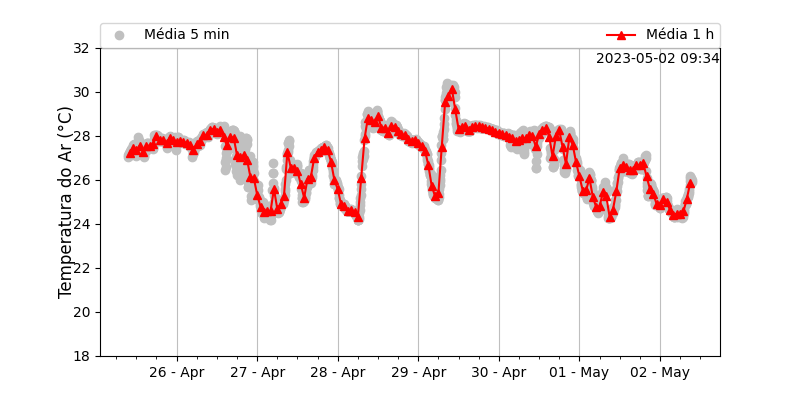 Média 5 min
Média 1 h
2023-05-02 09:34
Temperatura do Ar (°C)
32
30
28
26
24
22
20
18
26 - Apr
27 - Apr
28 - Apr
29 - Apr
30 - Apr
01 - May
02 - May